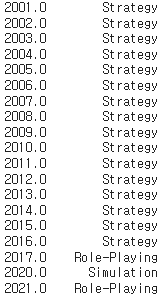 2001.0 Strategy
2002.0 Strategy
2003.0 Strategy
2004.0 Strategy
2005.0 Strategy
2006.0 Strategy
2007.0 Strategy
2008.0 Strategy
2009.0 Strategy
2010.0 Strategy
2011.0 Strategy
2012.0 Strategy
2013.0 Strategy
2014.0 Strategy
2015.0 Strategy
2016.0 Strategy
2017.0 Role-Playing
2020.0 Simulation
2021.0 Role-Playing